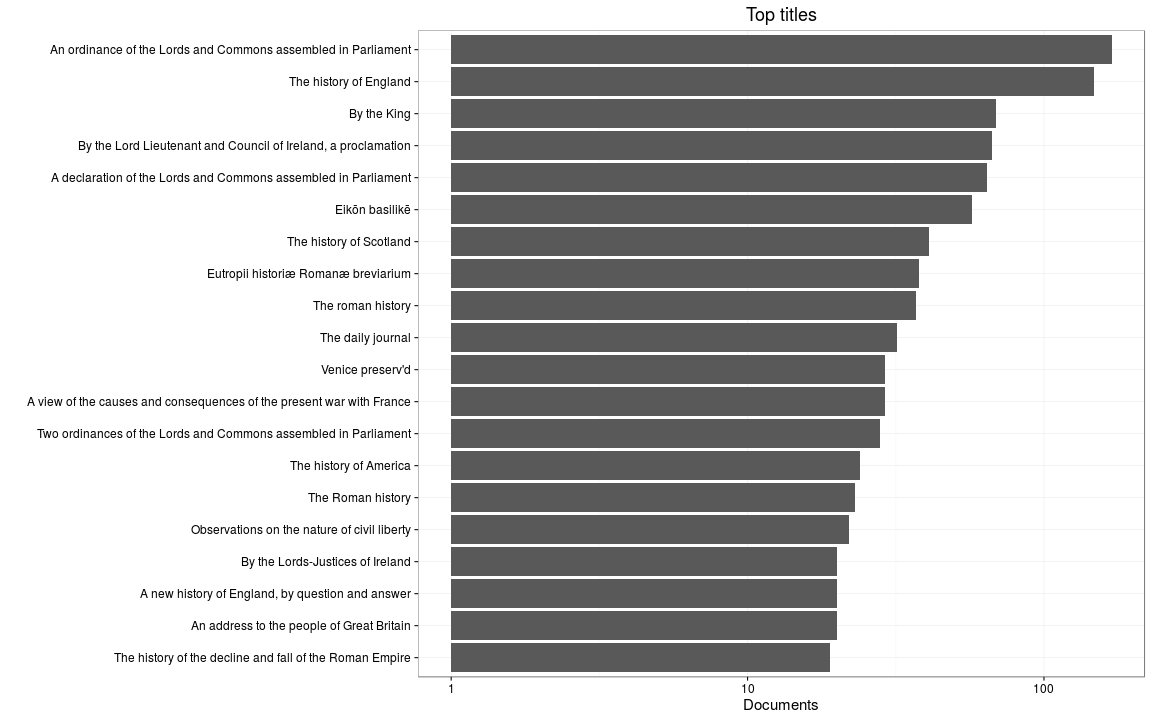 Top titles
An ordinance of the Lords and Commons assembled in Parliament
The history of England
By the King
By the Lord Lieutenant and Council of Ireland, a proclamation
A declaration of the Lords and Commons assembled in Parliament
Eikōn basilikē
The history of Scotland
Eutropii historiæ Romanæ breviarium
The roman history
The daily journal
Venice preserv'd
A view of the causes and consequences of the present war with France
Two ordinances of the Lords and Commons assembled in Parliament
The history of America
The Roman history
Observations on the nature of civil liberty
By the Lords-Justices of Ireland
A new history of England, by question and answer
An address to the people of Great Britain
The history of the decline and fall of the Roman Empire
1 10 100
Documents